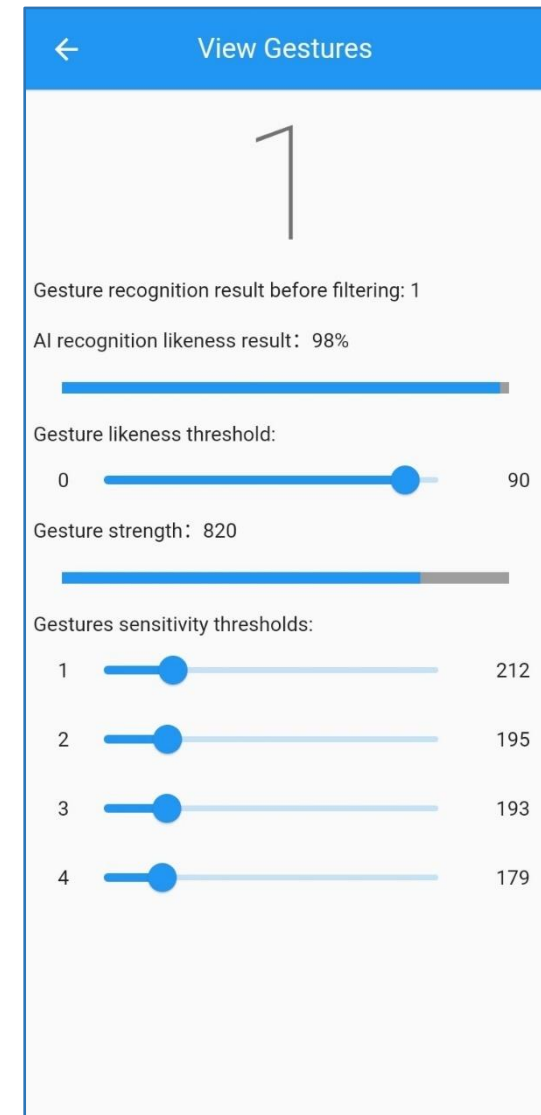 View Gestures
1
Gesture recognition result before filtering: 1
AI recognition likeness result：98%
Gesture likeness threshold:
0 90
Gesture strength：820
Gestures sensitivity thresholds:
1 212
2 195
3 193
4 179